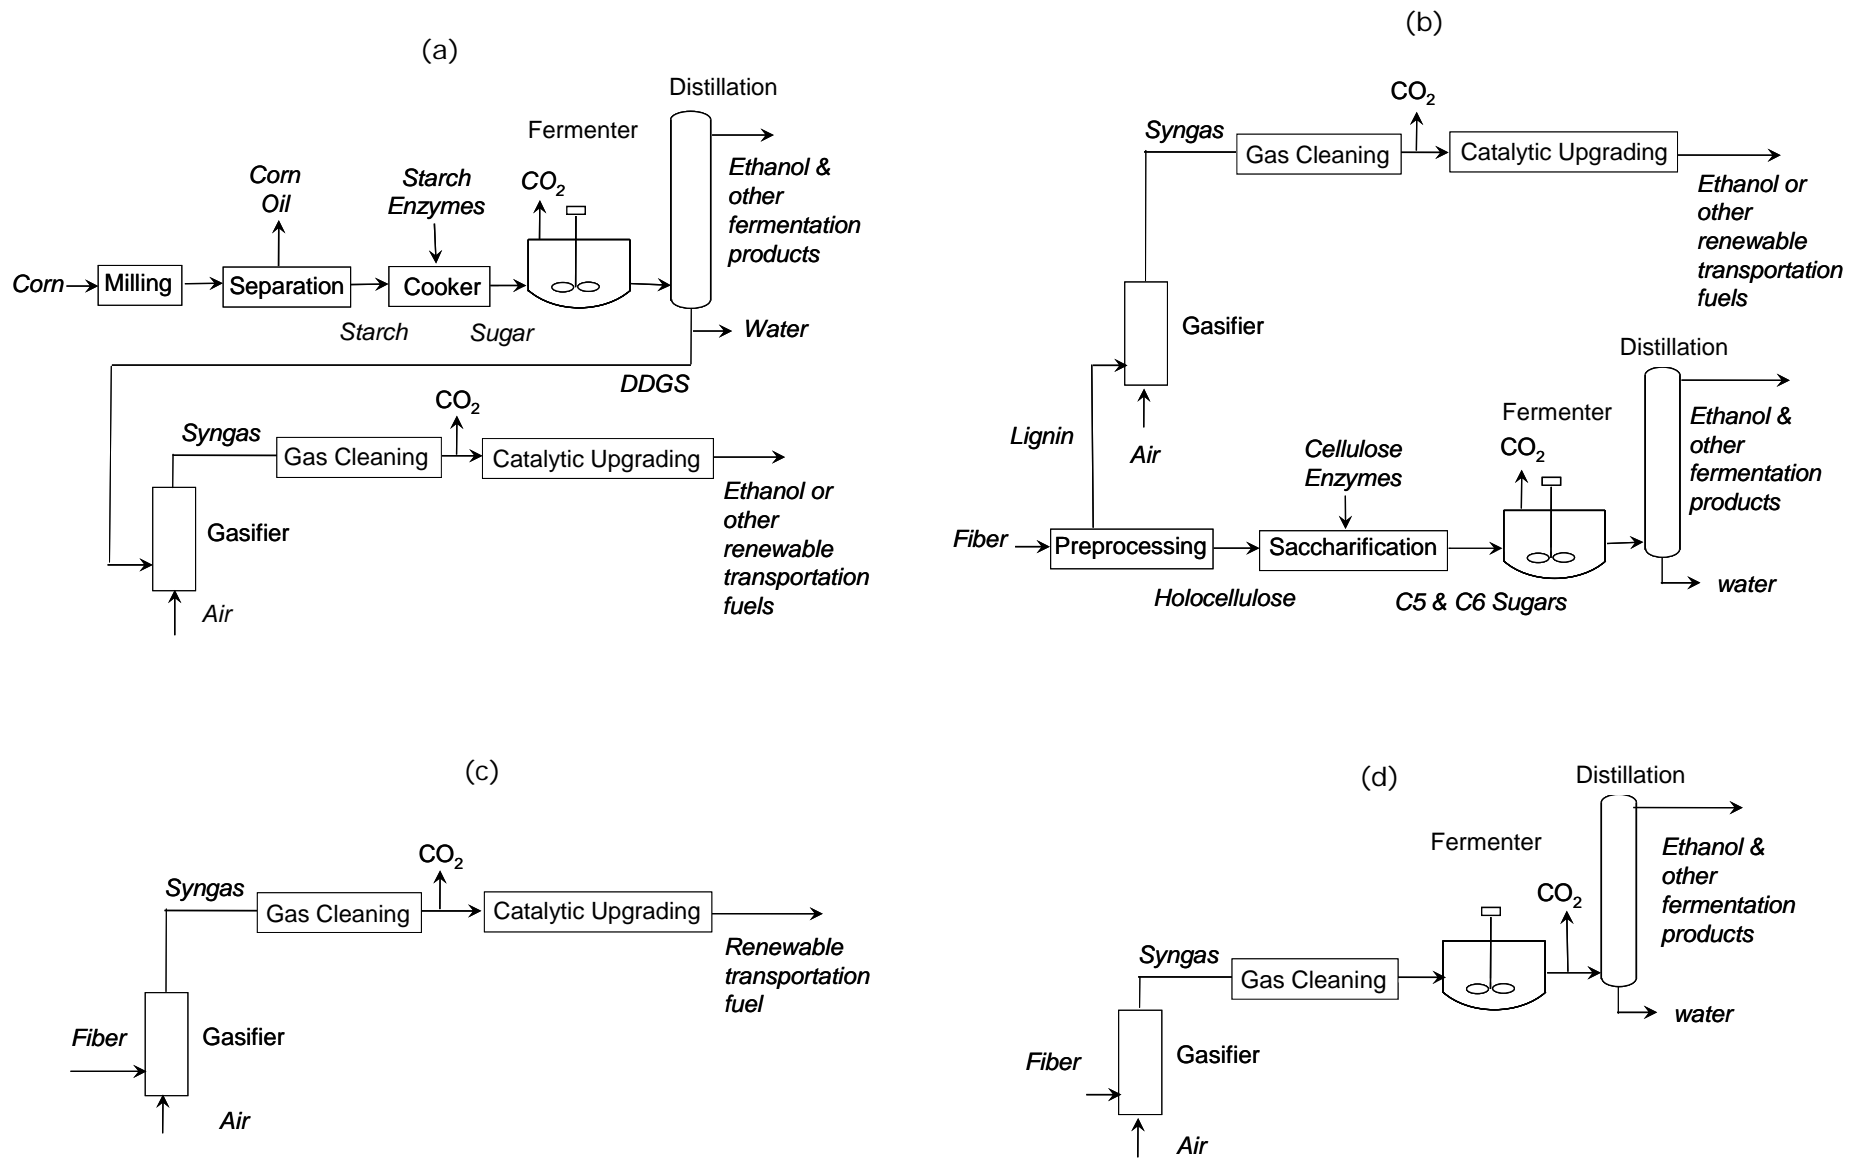 (a)
Distillation
Fermenter
Corn
Oil
Starch
Enzymes
CO2
Ethanol &
other
fermentation
products
Corn
Milling
Separation
Cooker
Starch
Sugar
Water
DDGS
CO2
Syngas
Gas Cleaning
Catalytic Upgrading
Ethanol or
other
renewable
transportation
fuels
Gasifier
Air
(b)
CO2
Syngas
Gas Cleaning
Catalytic Upgrading
Ethanol or
other
renewable
transportation
fuels
Gasifier
Distillation
Lignin
Air
Cellulose
Enzymes
Fermenter
CO2
Ethanol &
other
fermentation
products
Fiber
Preprocessing
Saccharification
Holocellulose
C5 & C6 Sugars
water
(c)
CO2
Syngas
Gas Cleaning
Catalytic Upgrading
Renewable
transportation
fuel
Fiber
Gasifier
Air
(d)
Distillation
Fermenter
CO2
Ethanol &
other
fermentation
products
Syngas
Gas Cleaning
water
Fiber
Gasifier
Air